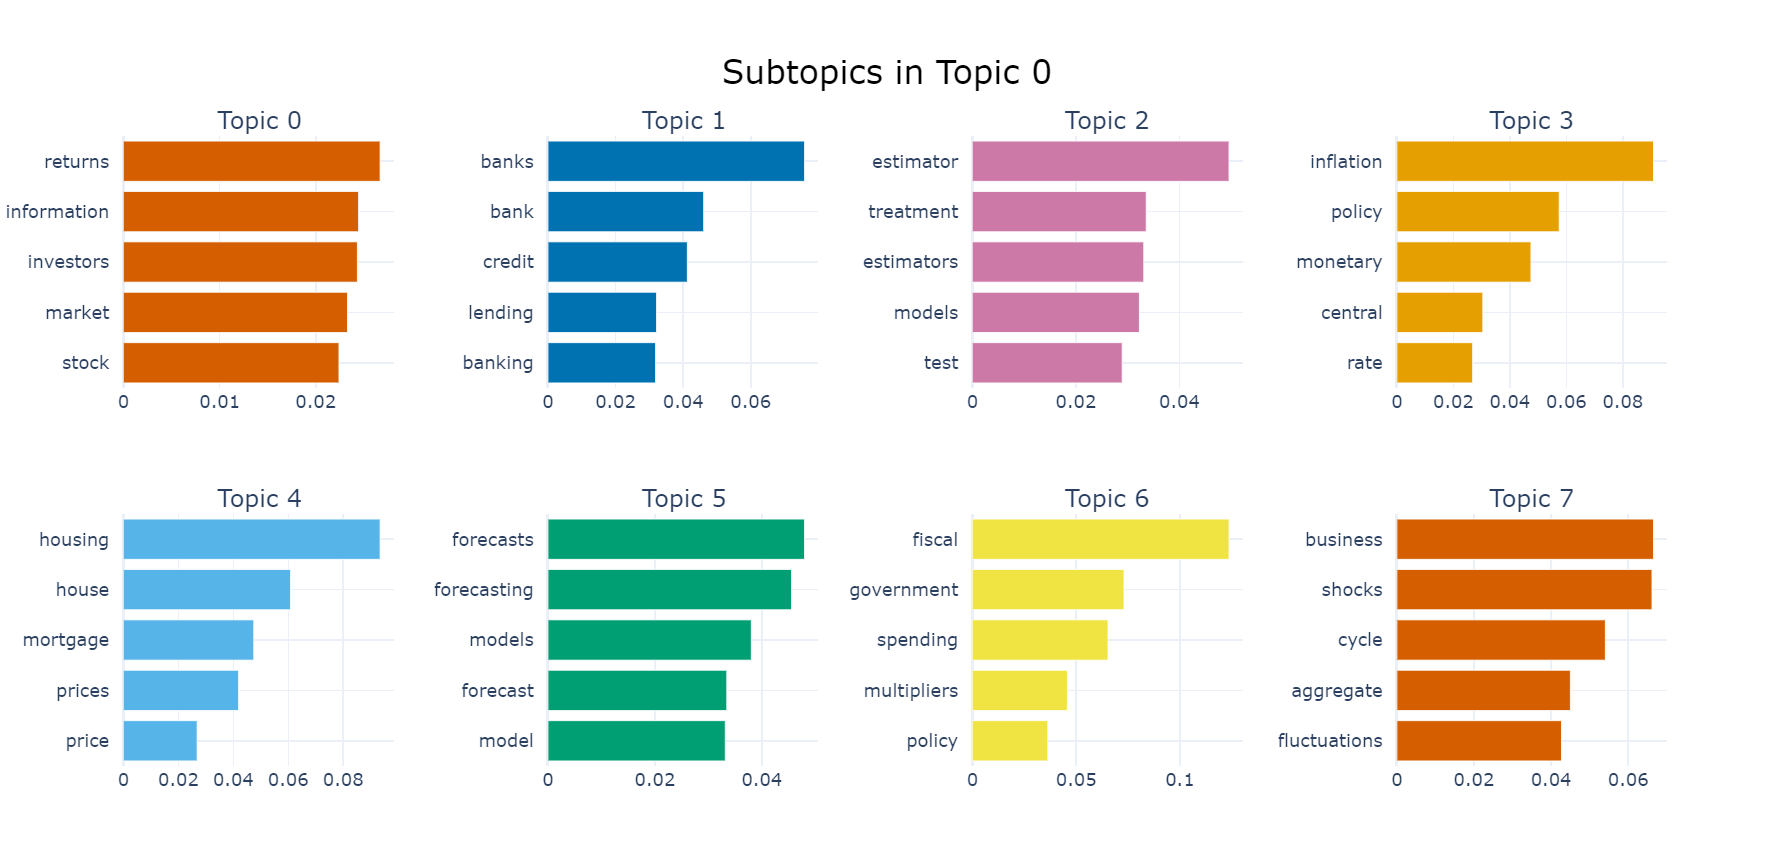 Subtopics in Topic 0
Topic 0
returns
information
investors
market
stock
0 0.01 0.02
Topic 1
banks
bank
credit
lending
banking
0 0.02 0.04 0.06
Topic 2
estimator
treatment
estimators
models
test
0 0.02 0.04
Topic 3
inflation
policy
monetary
central
rate
0 0.02 0.04 0.06 0.08
Topic 4
housing
house
mortgage
prices
price
0 0.02 0.04 0.06 0.08
Topic 5
forecasts
forecasting
models
forecast
model
0 0.02 0.04
Topic 6
fiscal
government
spending
multipliers
policy
0 0.05 0.1
Topic 7
business
shocks
cycle
aggregate
fluctuations
0 0.02 0.04 0.06